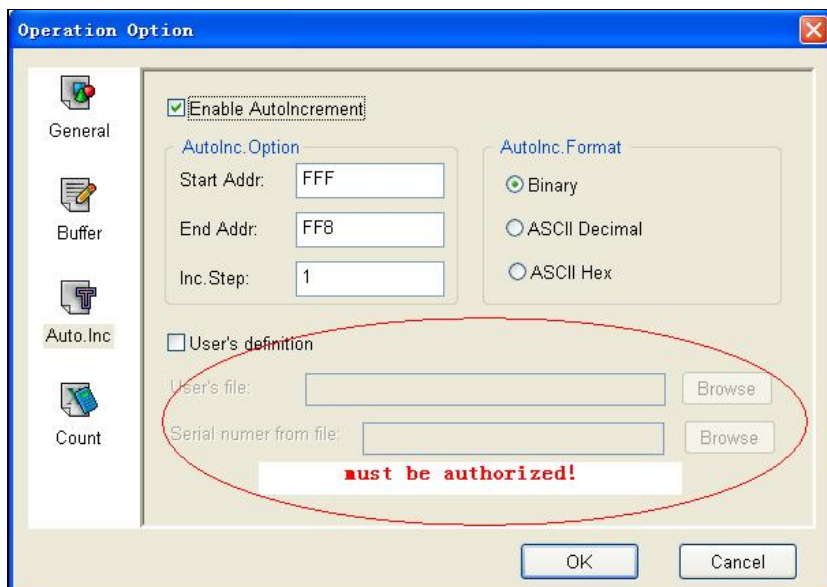 Operation Option
General
Buffer
Auto.Inc
Count
Enable AutoIncrement
AutoInc.Option
Start Addr: FFF
End Addr: FF8
Inc.Step: 1
AutoInc.Format
Binary
ASCII Decimal
ASCII Hex
User's definition
User's file: Browse
Serial numer from file: Browse
must be authorized!
OK Cancel